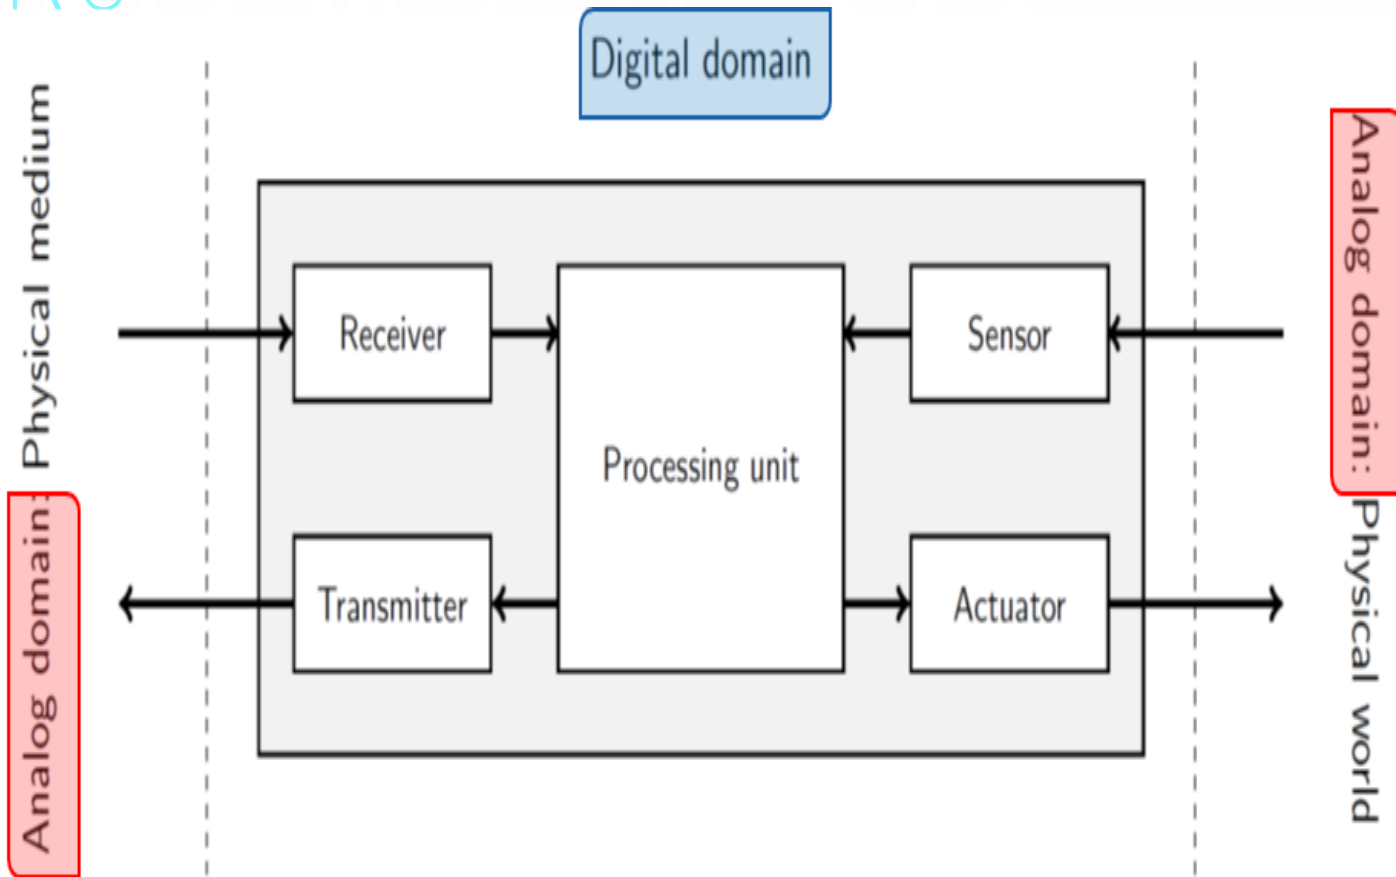 Digital domain
Analog domain: Physical medium
Receiver
Processing unit
Sensor
Transmitter
Actuator
Analog domain: Physical world